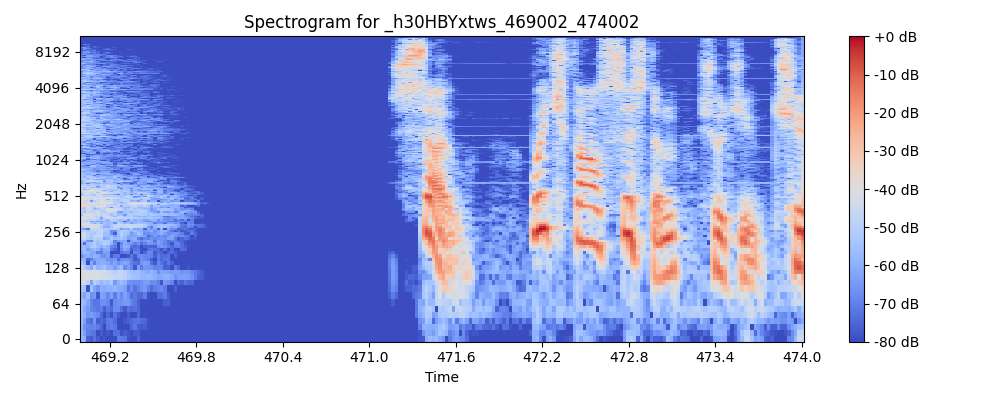 Spectrogram for _h30HBYxtws_469002_474002
8192
4096
2048
1024
512
256
128
64
0
Hz
469.2 469.8 470.4 471.0 471.6 472.2 472.8 473.4 474.0
Time
+0 dB
-10 dB
-20 dB
-30 dB
-40 dB
-50 dB
-60 dB
-70 dB
-80 dB